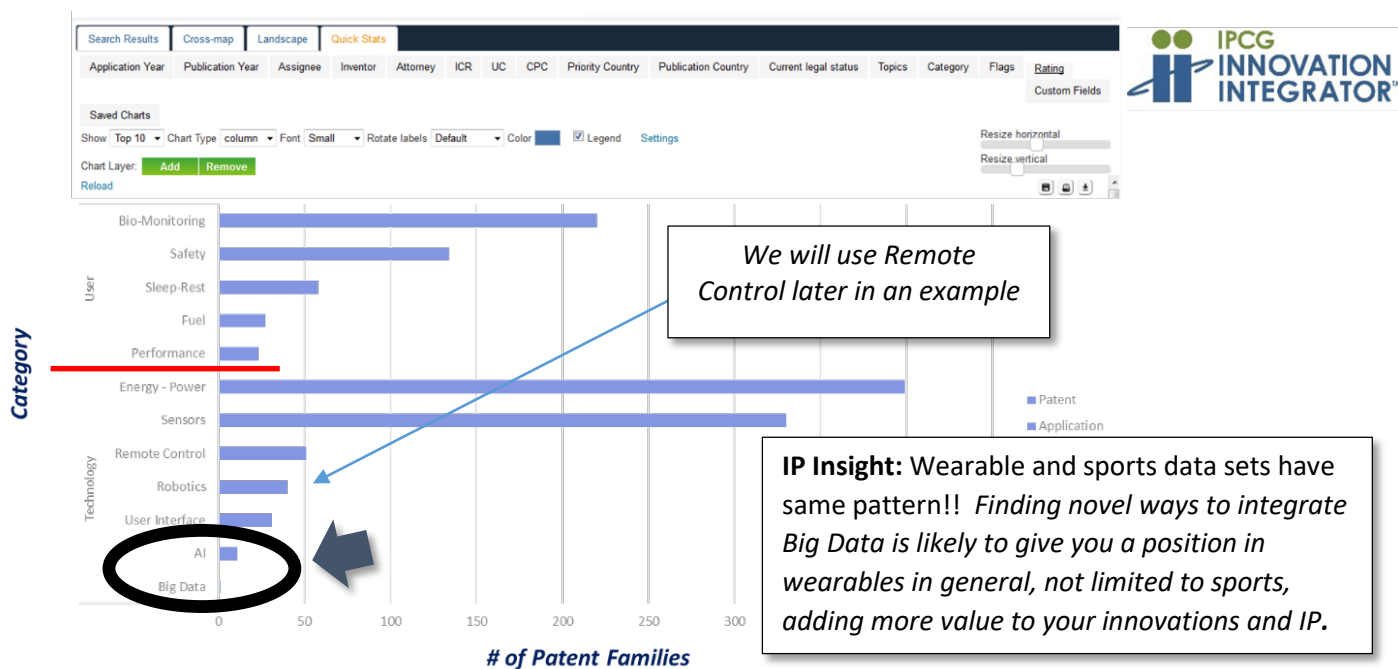 Search Results Cross-map Landscape Quick Stats
IPCG
INNOVATION
INTEGRATOR™
Application Year Publication Year Assignee Inventor Attorney ICR UC CPC Priority Country Publication Country Current legal status Topics Category Flags Rating
Custom Fields
Saved Charts
Show Top 10 Chart Type column Font Small Rotate labels Default Color Legend Settings
Resize horizontal
Chart Layer: Add Remove
Resize vertical
Reload
Category
User
Bio-Monitoring
Safety
Sleep-Rest
Fuel
Performance
Technology
Energy - Power
Sensors
Remote Control
Robotics
User Interface
AI
Big Data
0 50 100 150 200 250 300
# of Patent Families
We will use Remote
Control later in an example
Patent
Application
IP Insight: Wearable and sports data sets have
same pattern!! Finding novel ways to integrate
Big Data is likely to give you a position in
wearables in general, not limited to sports,
adding more value to your innovations and IP.